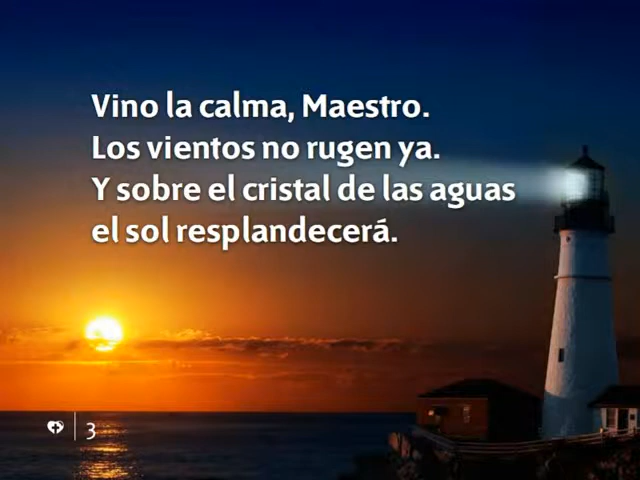 Vino la calma, Maestro.
Los vientos no rugen ya.
Y sobre el cristal de las aguas
el sol resplandecerá.
3